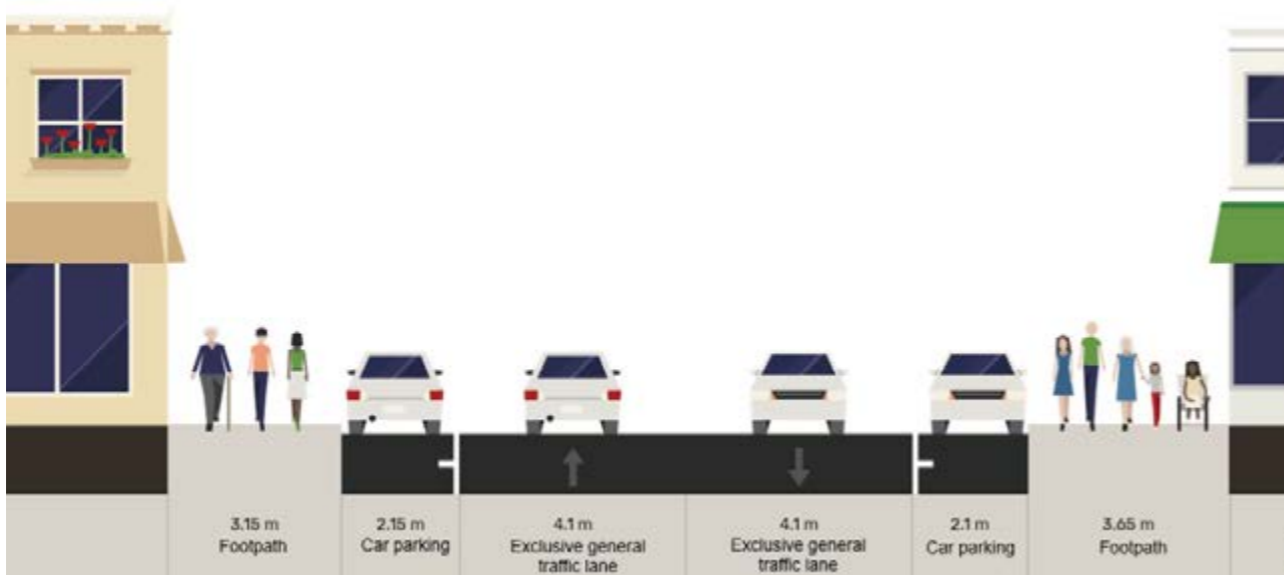 3.15 m
Footpath
2.15 m
Car parking
4.1 m
Exclusive general
traffic lane
4.1 m
Exclusive general
traffic lane
2.1 m
Car parking
3.65 m
Footpath